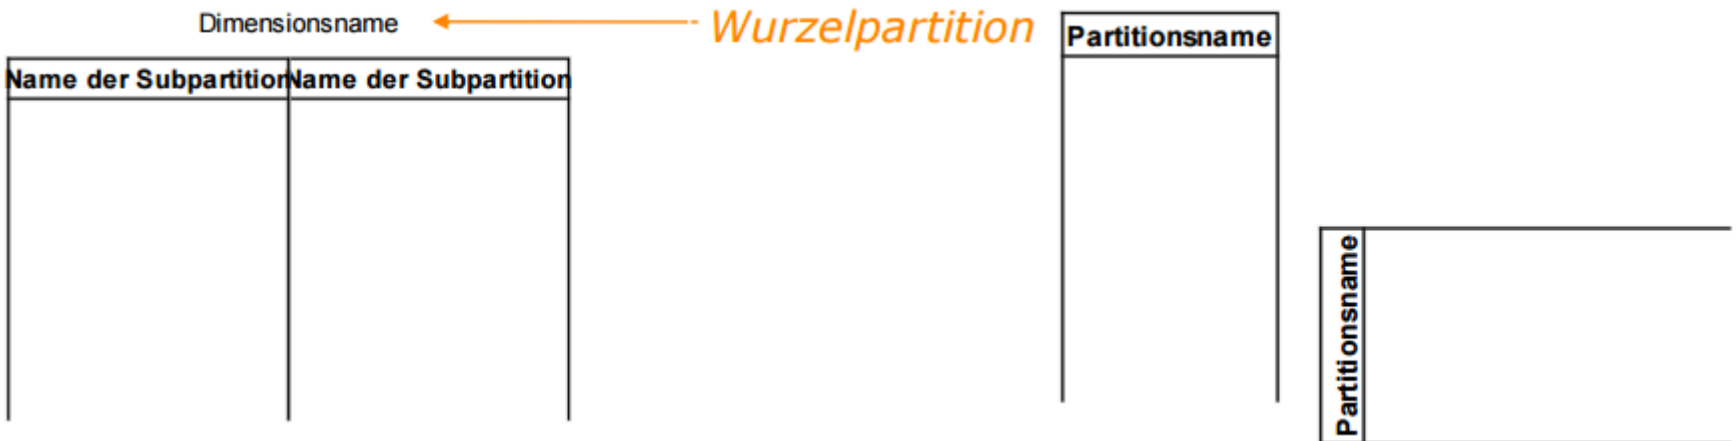 Dimensionsname
Wurzelpartition
Partitionsname
Name der Subpartition
Name der Subpartition
Partitionsname